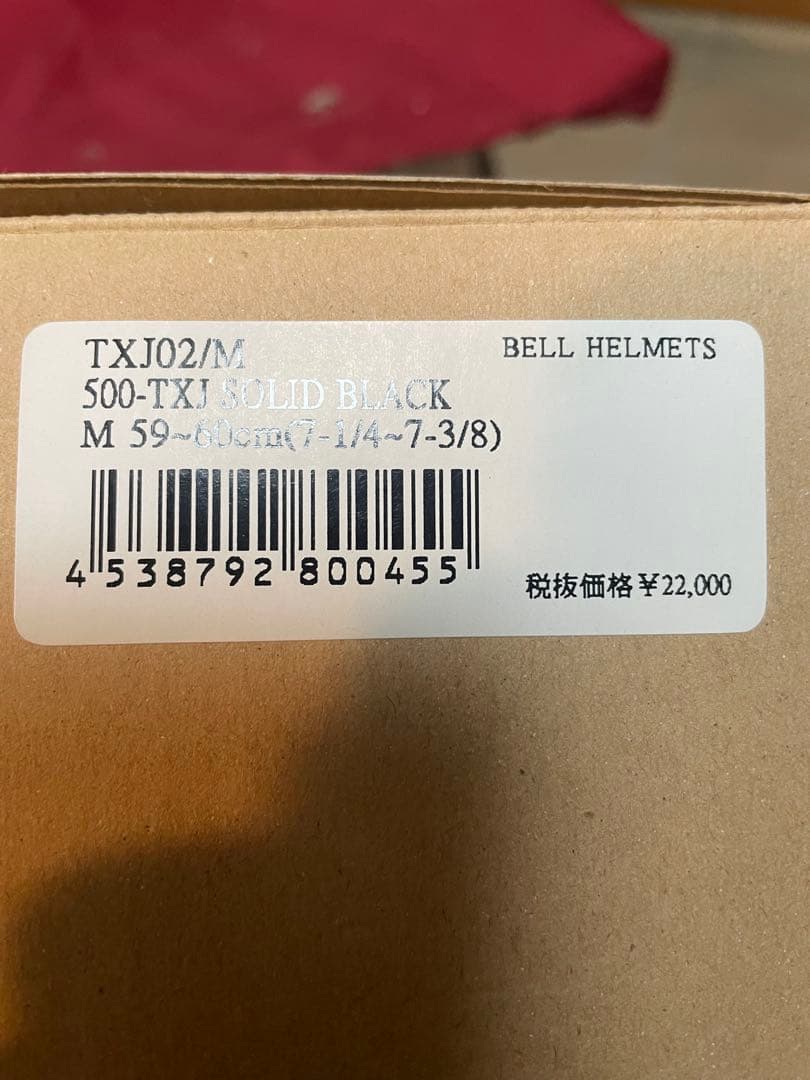 TXJ02/M
BELL HELMETS
500-TXJ SOLID BLACK
M 59~60cm(7-1/4~7-3/8)
4 538792 800455
税抜価格¥22,000